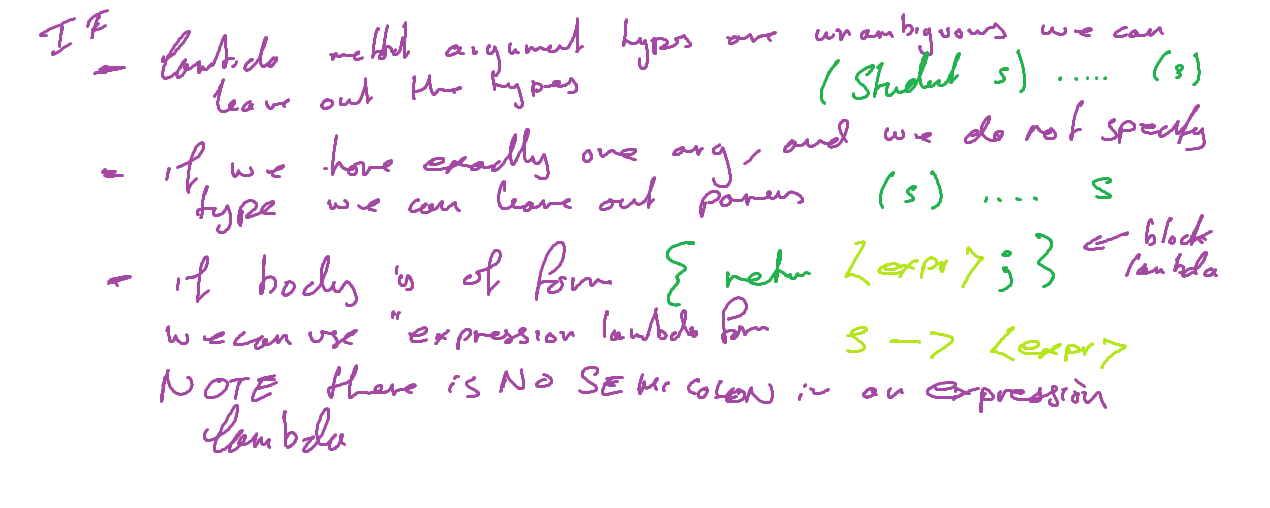 IF
- lambda method argument types are unambiguous we can
leave out the types (Student s) ..... (s)
- if we have exactly one arg, and we do not specify
type we can leave out parens (s) .... s
- if body is of form { return <expr> ; } ← block lambda
we can use "expression lambda form s -> <expr>
NOTE there is NO SEMICOLON in an expression
lambda